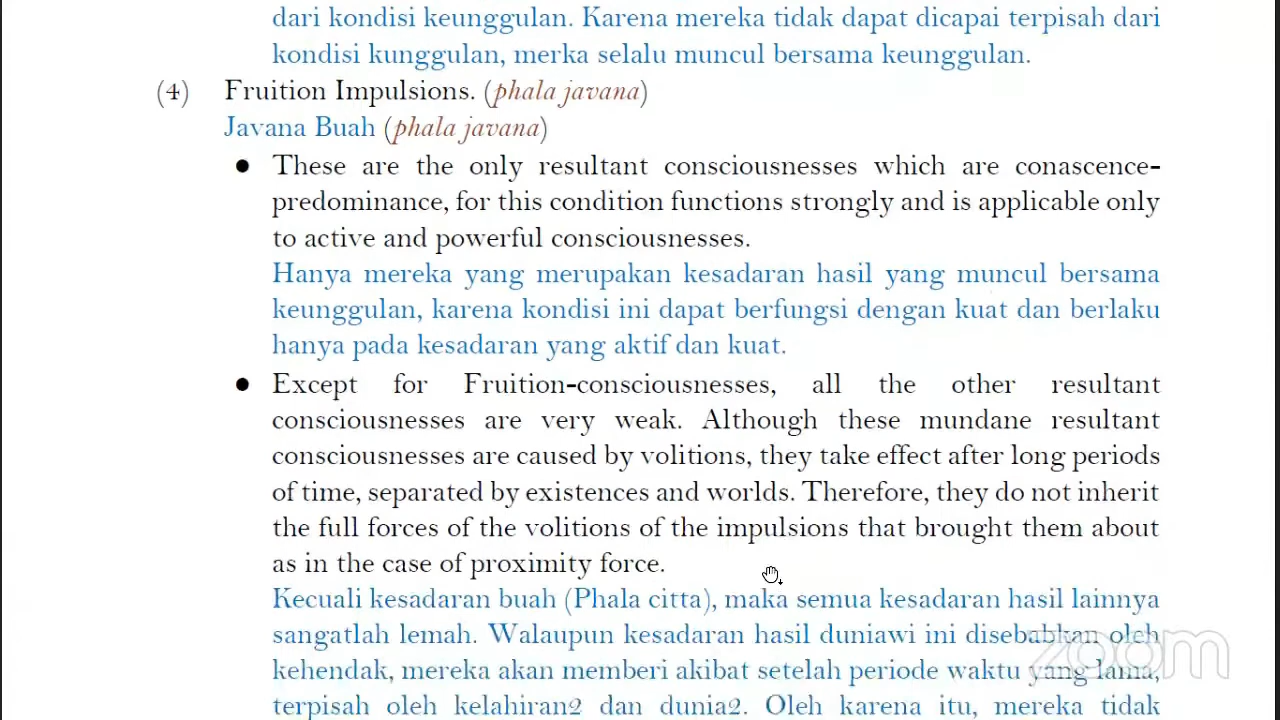 dari kondisi keunggulan. Karena mereka tidak dapat dicapai terpisah dari
kondisi kunggulan, merka selalu muncul bersama keunggulan.
(4) Fruition Impulsions. (phala javana)
Javana Buah (phala javana)
● These are the only resultant consciousnesses which are conascence-
predominance, for this condition functions strongly and is applicable only
to active and powerful consciousnesses.
Hanya mereka yang merupakan kesadaran hasil yang muncul bersama
keunggulan, karena kondisi ini dapat berfungsi dengan kuat dan berlaku
hanya pada kesadaran yang aktif dan kuat.
● Except for Fruition-consciousnesses, all the other resultant
consciousnesses are very weak. Although these mundane resultant
consciousnesses are caused by volitions, they take effect after long periods
of time, separated by existences and worlds. Therefore, they do not inherit
the full forces of the volitions of the impulsions that brought them about
as in the case of proximity force.
Kecuali kesadaran buah (Phala citta), maka semua kesadaran hasil lainnya
sangatlah lemah. Walaupun kesadaran hasil duniawi ini disebabkan oleh
kehendak, mereka akan memberi akibat setelah periode waktu yang lama,
terpisah oleh kelahiran2 dan dunia2. Oleh karena itu, mereka tidak
zoom